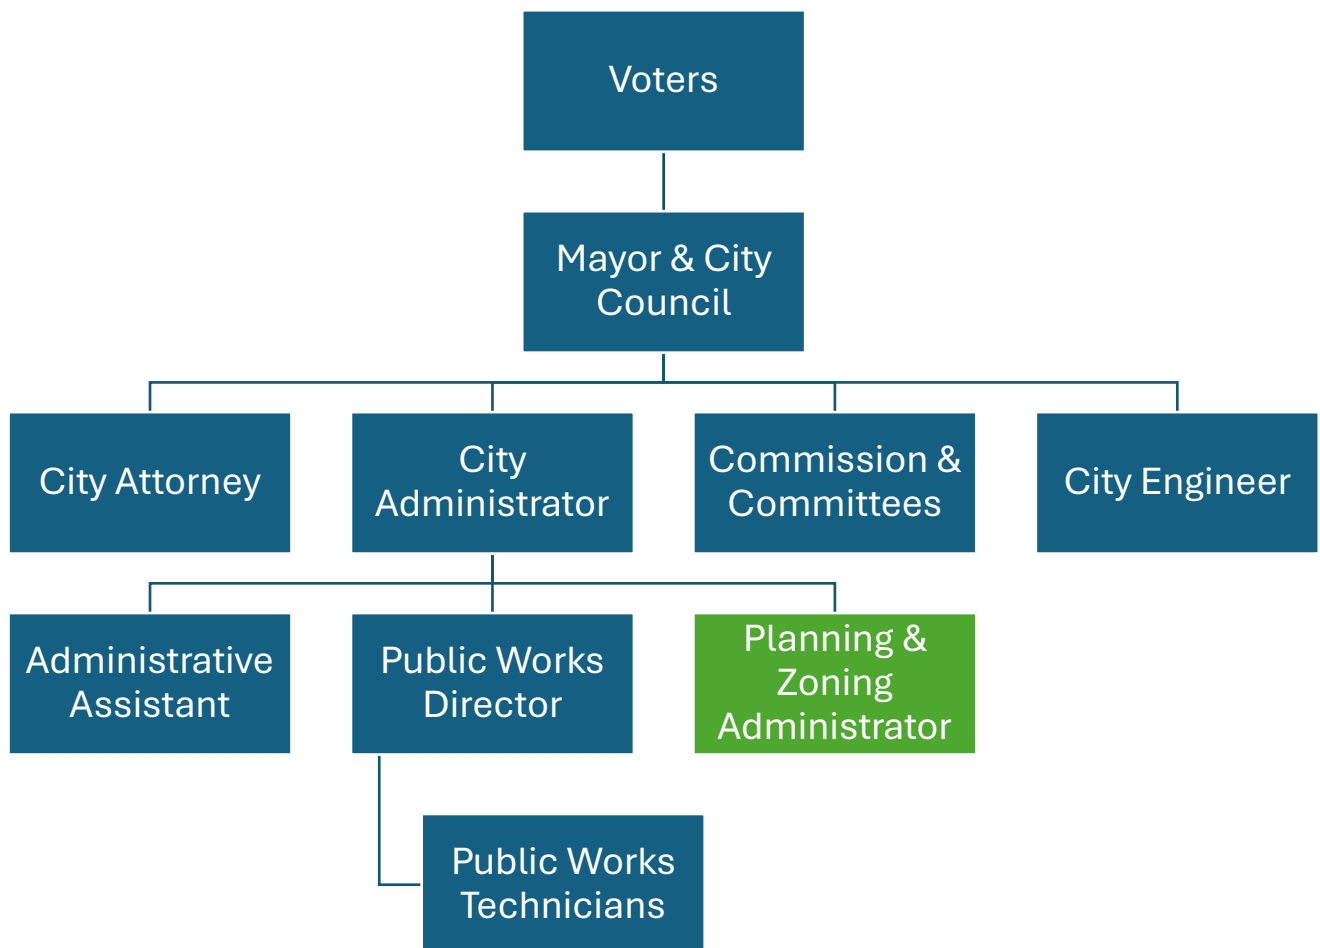 Voters
Mayor & City
Council
City Attorney
City
Administrator
Commission &
Committees
City Engineer
Administrative
Assistant
Public Works
Director
Planning &
Zoning
Administrator
Public Works
Technicians